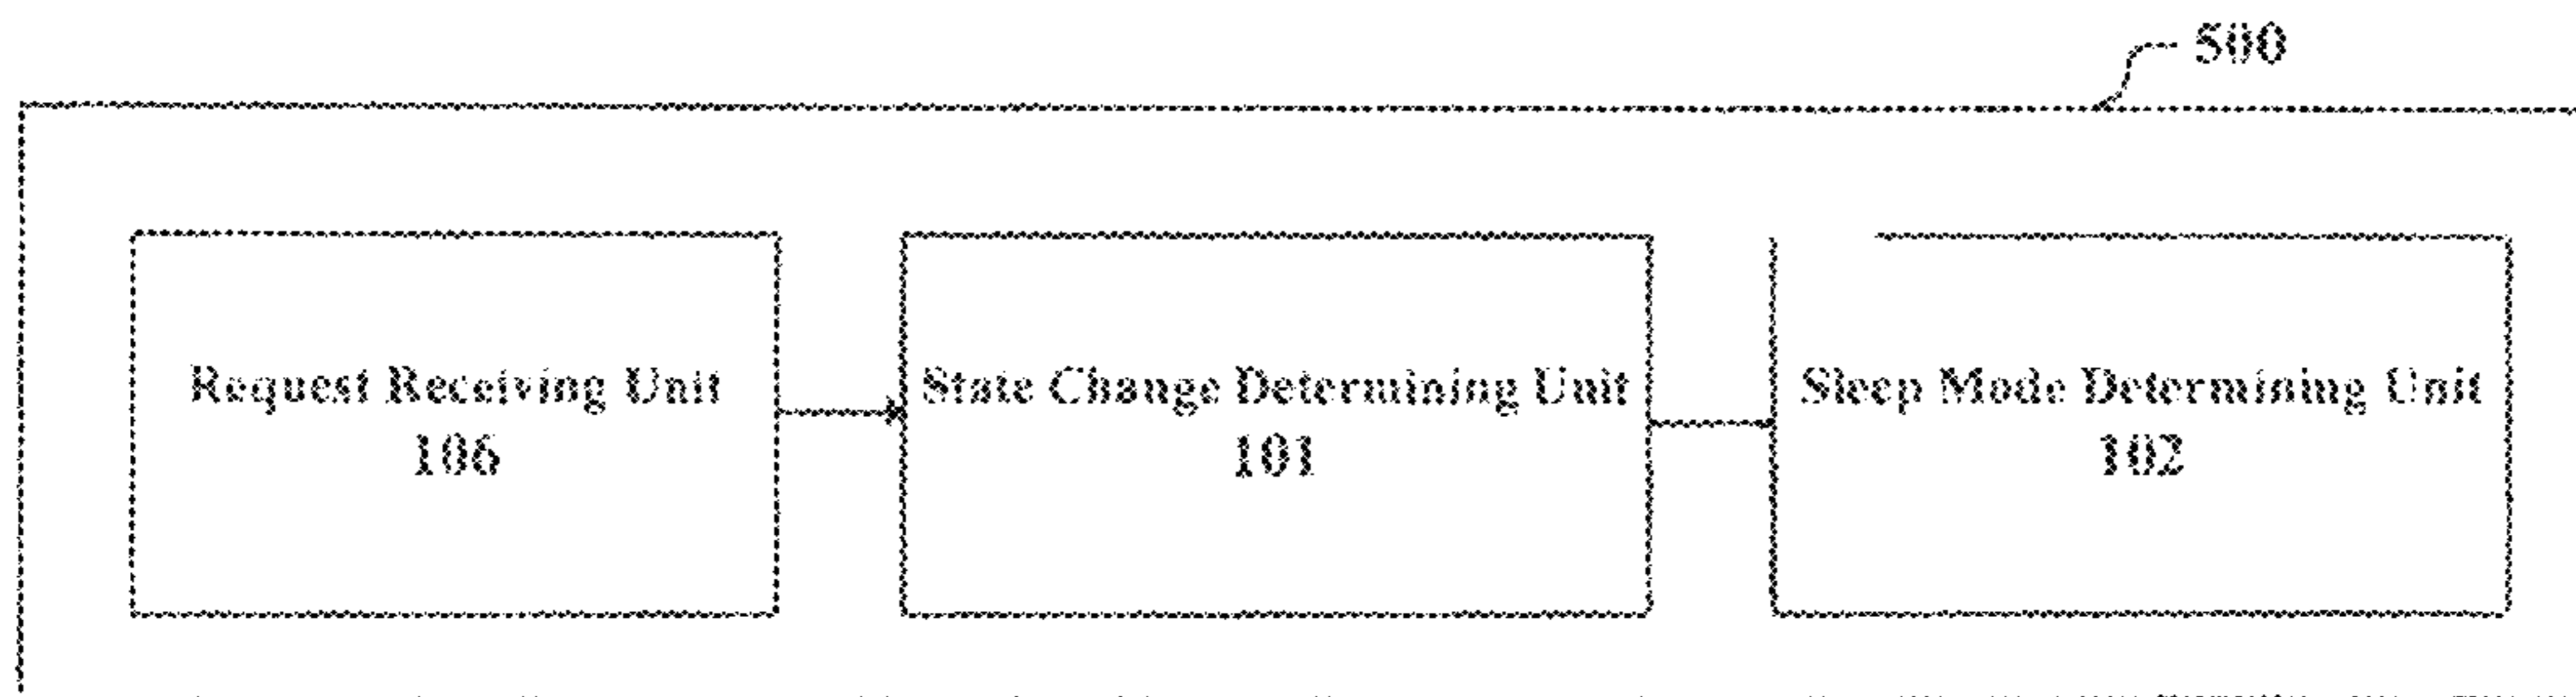 500
Request Receiving Unit
106
State Change Determining Unit
101
Sleep Mode Determining Unit
102